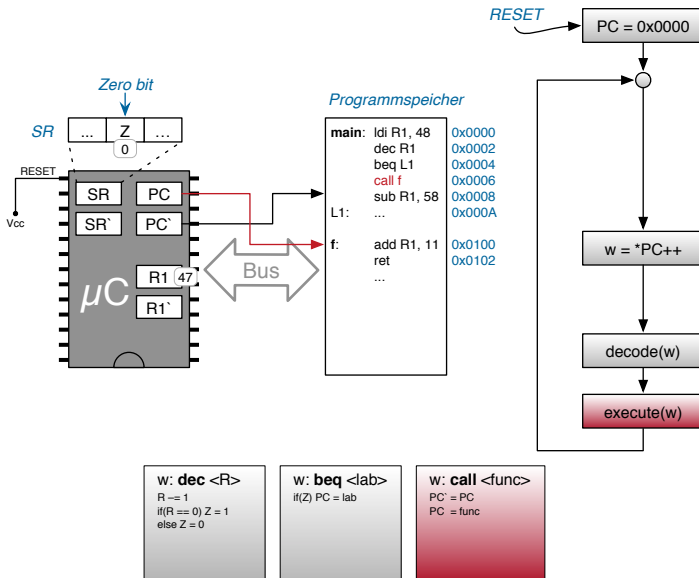 RESET
PC = 0x0000
Zero bit
Programmspeicher
SR
... Z ...
0
main: ldi R1, 48 0x0000
dec R1 0x0002
beq L1 0x0004
call f 0x0006
sub R1, 58 0x0008
L1: ... 0x000A
f: add R1, 11 0x0100
ret 0x0102
...
RESET
Vcc
SR PC
SR` PC`
R1 47
R1`
µC
Bus
w = *PC++
decode(w)
execute(w)
w: dec <R>
R −= 1
if(R == 0) Z = 1
else Z = 0
w: beq <lab>
if(Z) PC = lab
w: call <func>
PC` = PC
PC = func